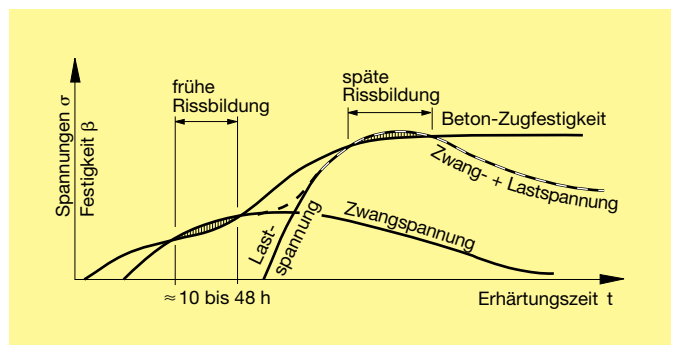 frühe
Rissbildung
späte
Rissbildung
Beton-Zugfestigkeit
Spannungen σ
Festigkeit β
Zwang- + Lastspannung
Last-
spannung
Zwangspannung
≈ 10 bis 48 h
Erhärtungszeit t